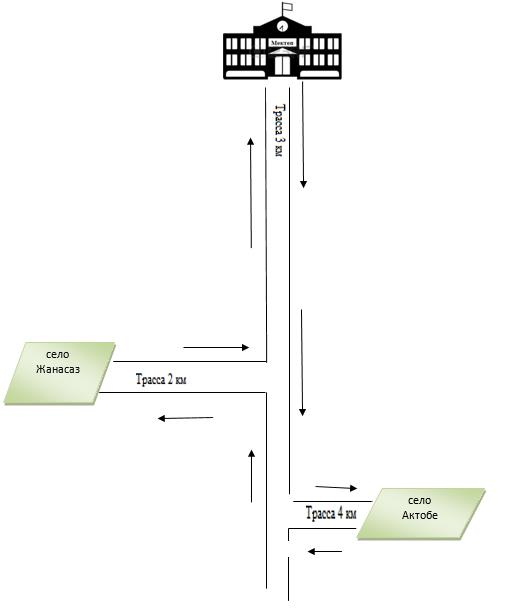 Мектеп
Трасса 3 км
село
Жанасаз
Трасса 2 км
село
Актобе
Трасса 4 км